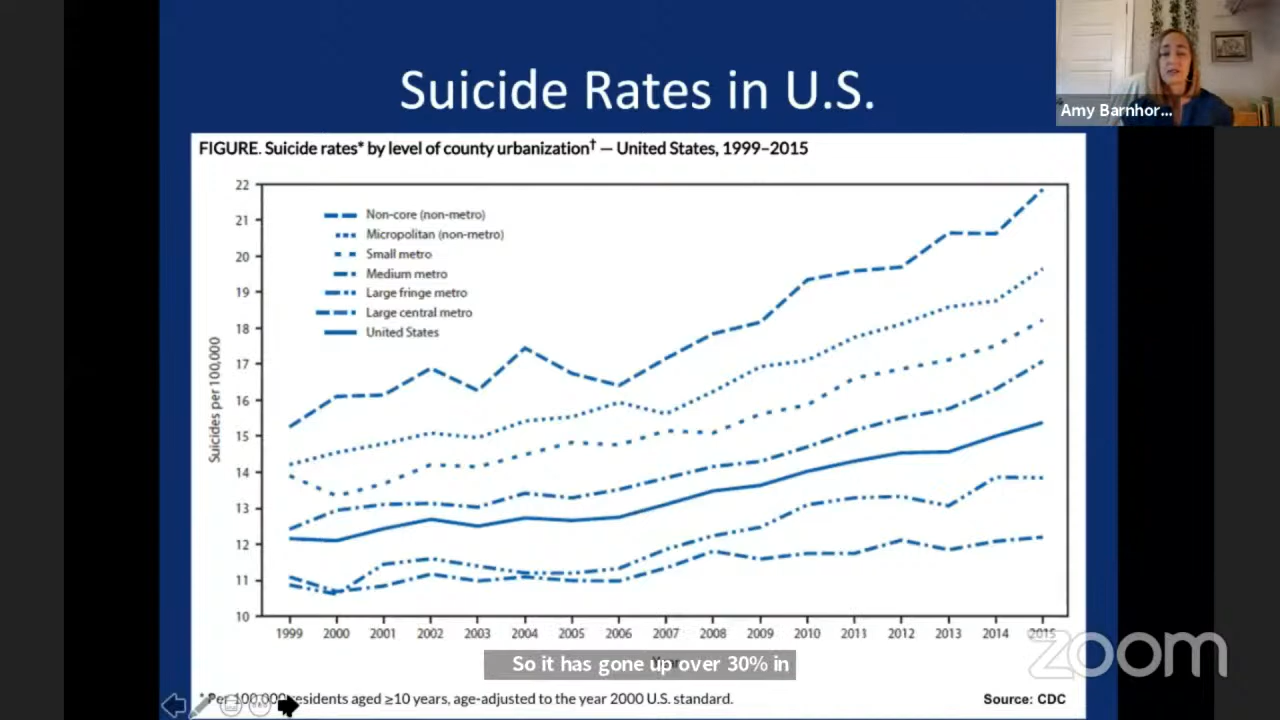 Suicide Rates in U.S.
Amy Barnhor...
FIGURE. Suicide rates* by level of county urbanization† — United States, 1999–2015
Suicides per 100,000
22
21
20
19
18
17
16
15
14
13
12
11
10
Non-core (non-metro)
Micropolitan (non-metro)
Small metro
Medium metro
Large fringe metro
Large central metro
United States
1999 2000 2001 2002 2003 2004 2005 2006 2007 2008 2009 2010 2011 2012 2013 2014 2015
So it has gone up over 30% in
zoom
* Per 100,000 residents aged ≥10 years, age-adjusted to the year 2000 U.S. standard.
Source: CDC